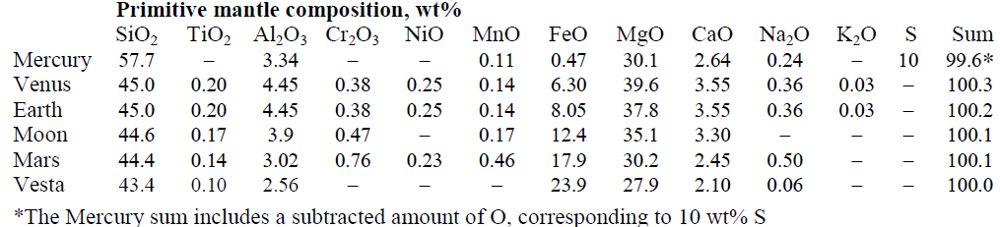 Primitive mantle composition, wt%
SiO₂ TiO₂ Al₂O₃ Cr₂O₃ NiO MnO FeO MgO CaO Na₂O K₂O S Sum
Mercury 57.7 – 3.34 – – 0.11 0.47 30.1 2.64 0.24 – 10 99.6*
Venus 45.0 0.20 4.45 0.38 0.25 0.14 6.30 39.6 3.55 0.36 0.03 – 100.3
Earth 45.0 0.20 4.45 0.38 0.25 0.14 8.05 37.8 3.55 0.36 0.03 – 100.2
Moon 44.6 0.17 3.9 0.47 – 0.17 12.4 35.1 3.30 – – – 100.1
Mars 44.4 0.14 3.02 0.76 0.23 0.46 17.9 30.2 2.45 0.50 – – 100.1
Vesta 43.4 0.10 2.56 – – – 23.9 27.9 2.10 0.06 – – 100.0
*The Mercury sum includes a subtracted amount of O, corresponding to 10 wt% S